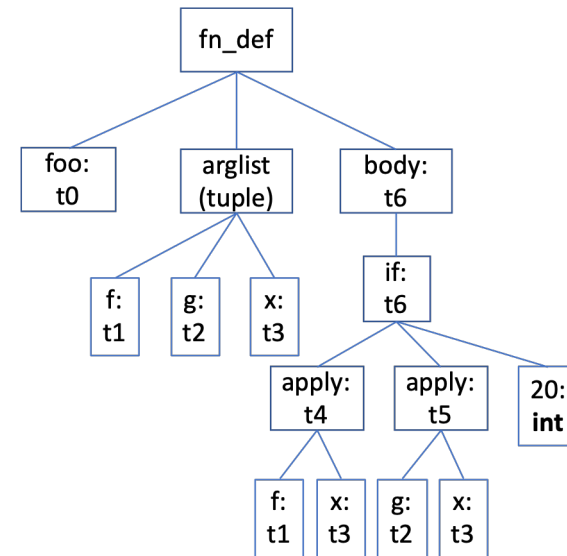 fn_def
foo:
t0
arglist
(tuple)
body:
t6
f:
t1
g:
t2
x:
t3
if:
t6
apply:
t4
apply:
t5
20:
int
f:
t1
x:
t3
g:
t2
x:
t3